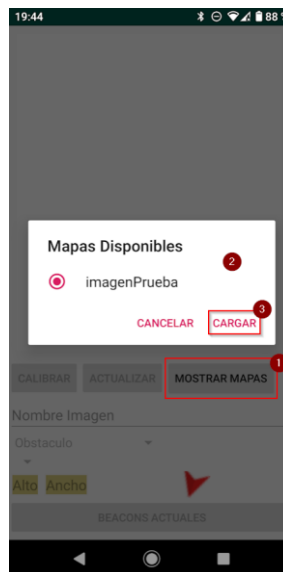 19:44 88
Mapas Disponibles
2
imagenPrueba
3
CANCELAR CARGAR
1
CALIBRAR ACTUALIZAR MOSTRAR MAPAS
Nombre Imagen
Obstaculo
Alto Ancho
BEACONS ACTUALES